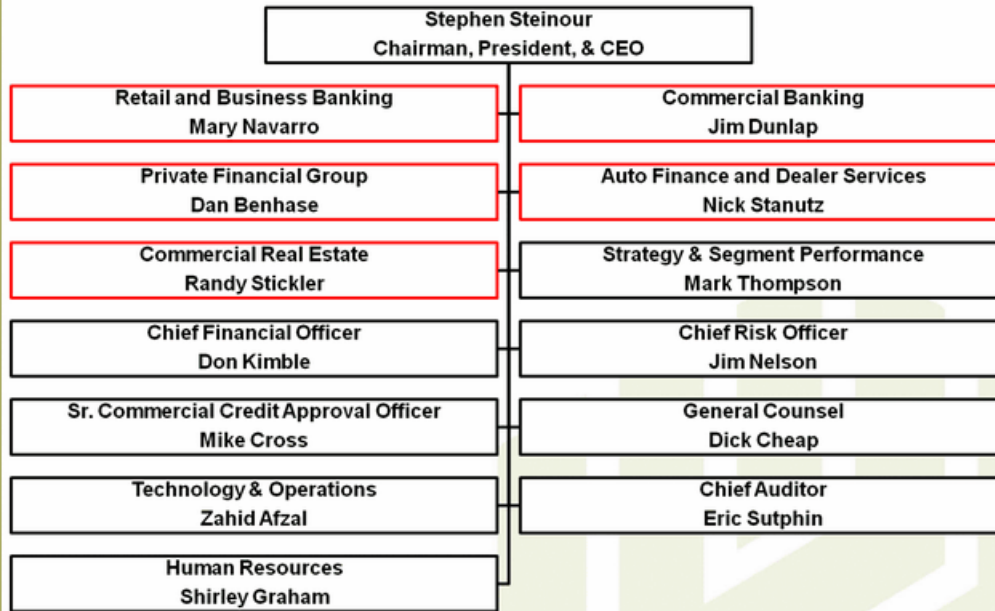 Stephen Steinour
Chairman, President, & CEO
Retail and Business Banking
Mary Navarro
Commercial Banking
Jim Dunlap
Private Financial Group
Dan Benhase
Auto Finance and Dealer Services
Nick Stanutz
Commercial Real Estate
Randy Stickler
Strategy & Segment Performance
Mark Thompson
Chief Financial Officer
Don Kimble
Chief Risk Officer
Jim Nelson
Sr. Commercial Credit Approval Officer
Mike Cross
General Counsel
Dick Cheap
Technology & Operations
Zahid Afzal
Chief Auditor
Eric Sutphin
Human Resources
Shirley Graham